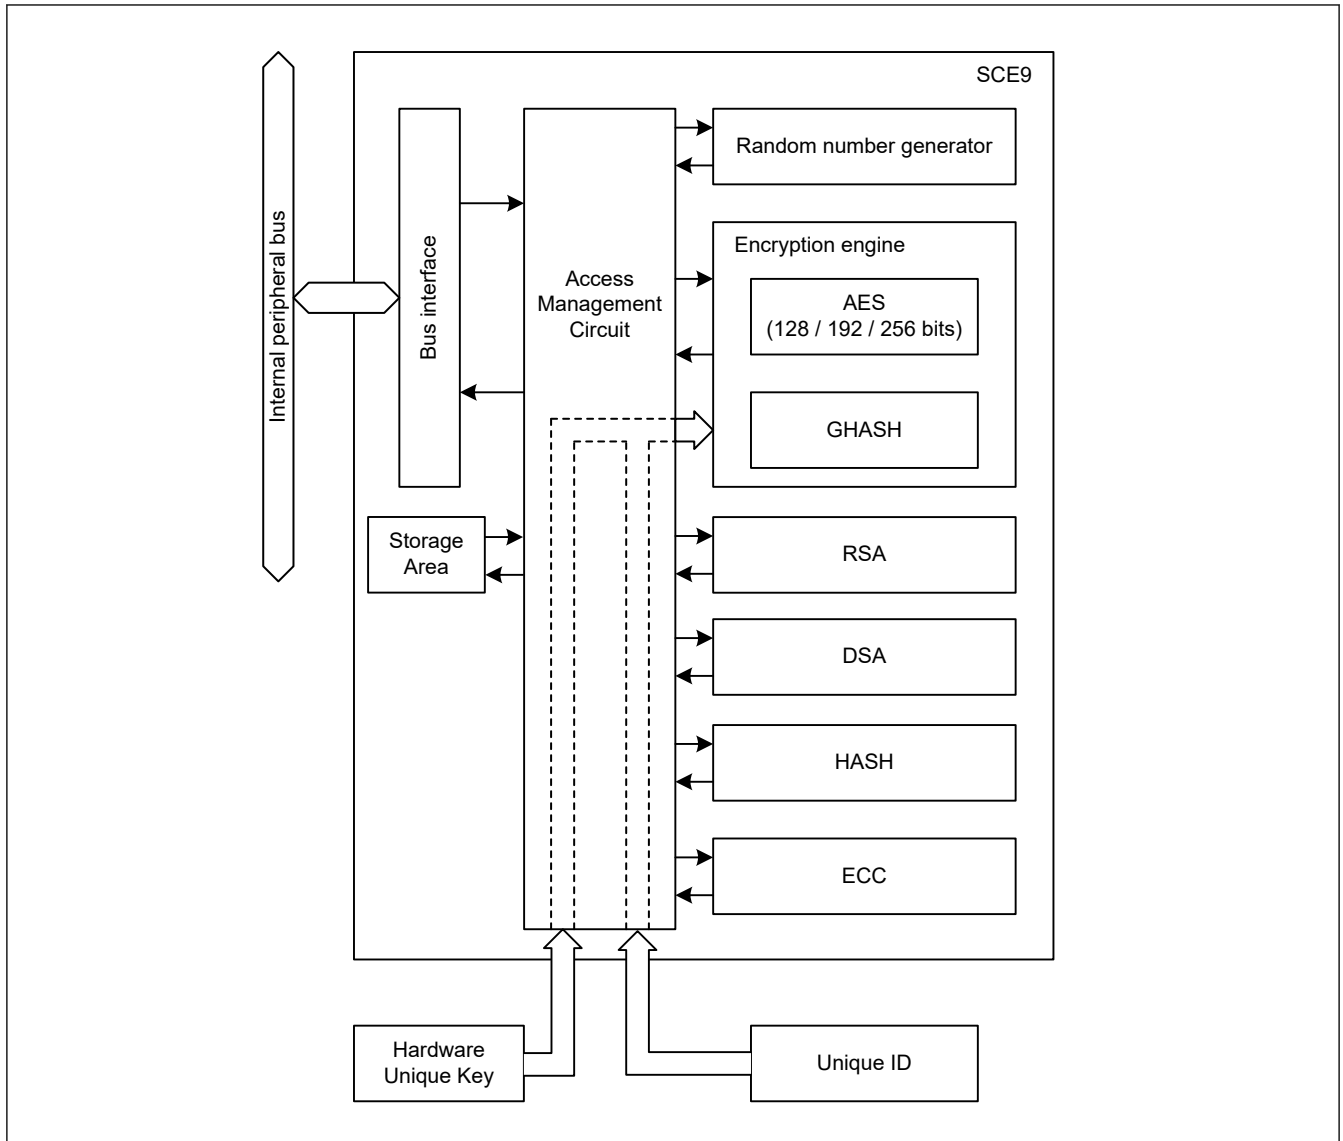 SCE9
Internal peripheral bus
Bus interface
Access
Management
Circuit
Random number generator
Encryption engine
AES
(128 / 192 / 256 bits)
GHASH
Storage
Area
RSA
DSA
HASH
ECC
Hardware
Unique Key
Unique ID